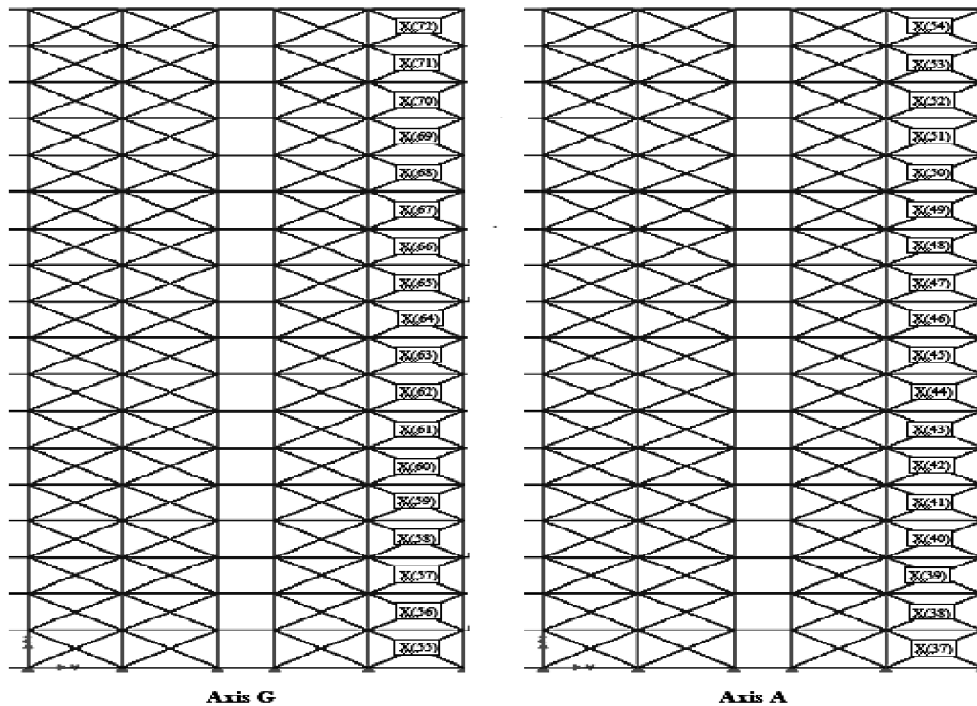 X(72)
X(71)
X(70)
X(69)
X(68)
X(67)
X(66)
X(65)
X(64)
X(63)
X(62)
X(61)
X(60)
X(59)
X(58)
X(57)
X(56)
X(55)
Axis G
X(54)
X(53)
X(52)
X(51)
X(50)
X(49)
X(48)
X(47)
X(46)
X(45)
X(44)
X(43)
X(42)
X(41)
X(40)
X(39)
X(38)
X(37)
Axis A